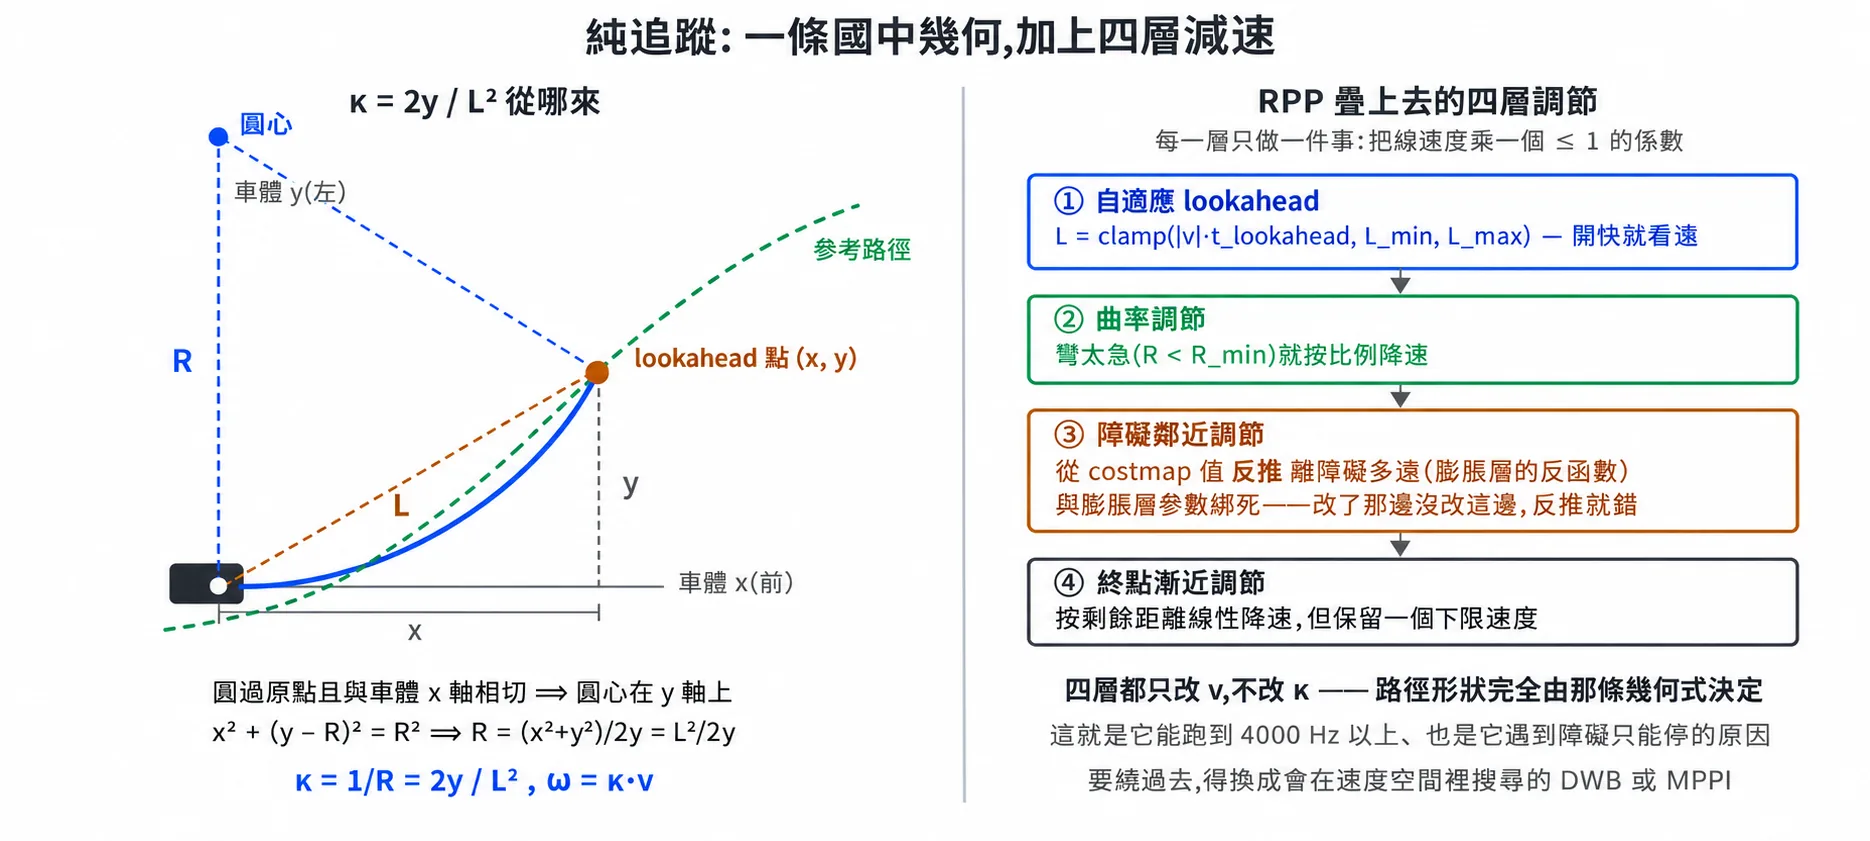 純追蹤: 一條國中幾何,加上四層減速
κ = 2y / L² 從哪來
圓心
車體 y(左)
R
參考路徑
lookahead 點 (x, y)
L
y
車體 x(前)
x
圓過原點且與車體 x 軸相切 ⟹ 圓心在 y 軸上
x² + (y − R)² = R² ⟹ R = (x²+y²)/2y = L²/2y
κ = 1/R = 2y / L² , ω = κ·v
RPP 疊上去的四層調節
每一層只做一件事: 把線速度乘一個 ≤ 1 的係數
① 自適應 lookahead
L = clamp(|v|·t_lookahead, L_min, L_max) — 開快就看遠
② 曲率調節
彎太急(R < R_min)就按比例降速
③ 障礙鄰近調節
從 costmap 值 反推 離障礙多遠(膨脹層的反函數)
與膨脹層參數綁死——改了那邊沒改這邊, 反推就錯
④ 終點漸近調節
按剩餘距離線性降速, 但保留一個下限速度
四層都只改 v,不改 κ —— 路徑形狀完全由那條幾何式決定
這就是它能跑到 4000 Hz 以上、也是它遇到障礙只能停的原因
要繞過去,得換成會在速度空間裡搜尋的 DWB 或 MPPI